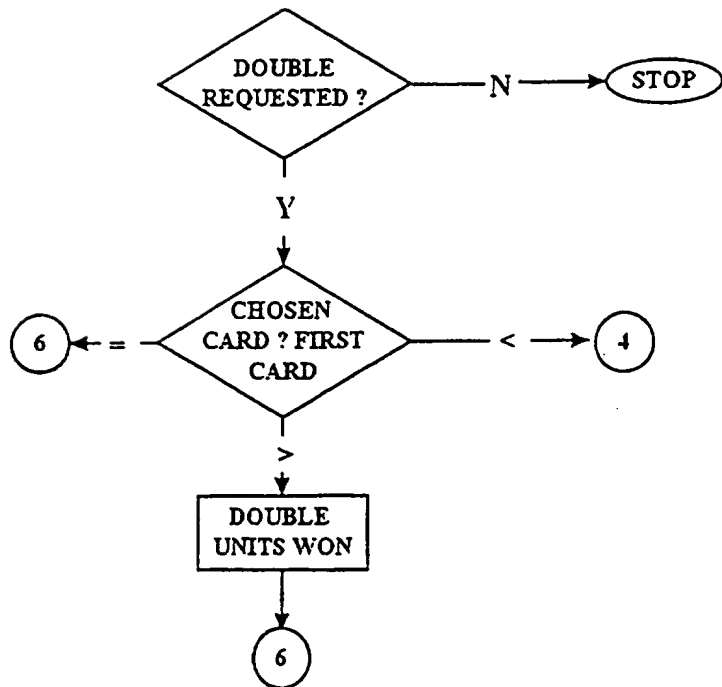 DOUBLE
REQUESTED ?
N
STOP
Y
CHOSEN
CARD ? FIRST
CARD
6
=
<
4
>
DOUBLE
UNITS WON
6